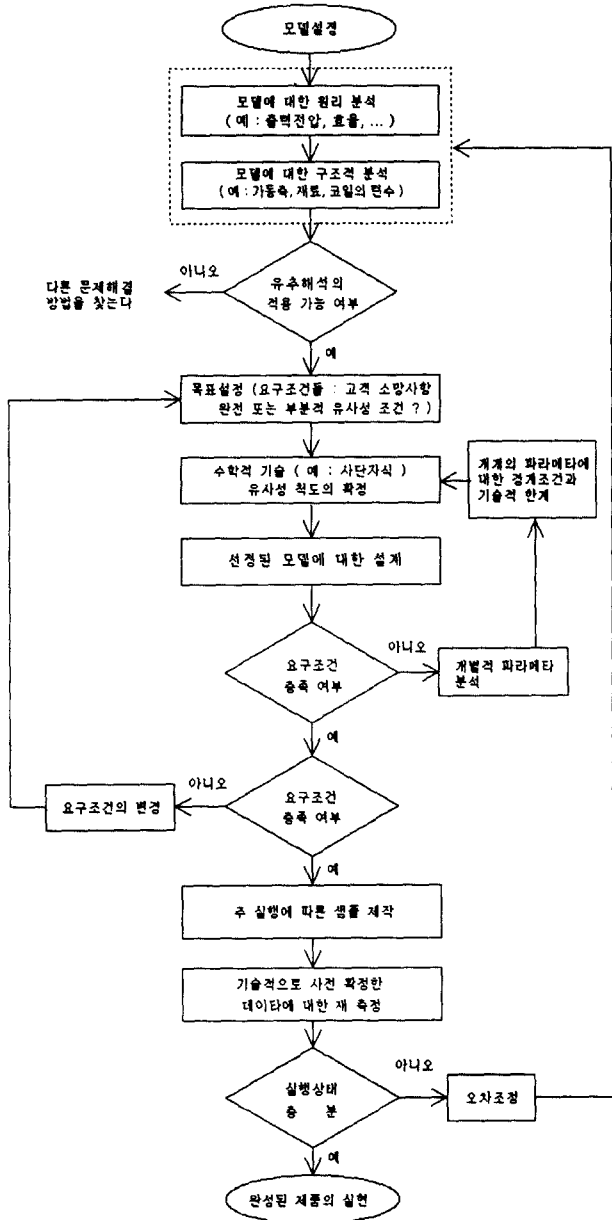 모델설정
모델에 대한 원리 분석
( 예 : 출력전압, 효율, ... )
모델에 대한 구조적 분석
( 예 : 가동축, 재료, 코일의 턴수 )
아니오
유추해석의
적용 가능 여부
다른 문제해결
방법을 찾는다
예
목표설정 (요구조건들 : 고객 소망사항
완전 또는 부분적 유사성 조건 ? )
수학적 기술 ( 예 : 사단자식 )
유사성 척도의 확정
개개의 파라메타에
대한 경계조건과
기술적 한계
선정된 모델에 대한 설계
요구조건
충족 여부
아니오
개별적 파라메타
분석
예
요구조건
충족 여부
아니오
요구조건의 변경
예
주 실행에 따른 샘플 제작
기술적으로 사전 확정한
데이타에 대한 재 측정
실행상태
충 분
아니오
오차조정
예
완성된 제품의 실현